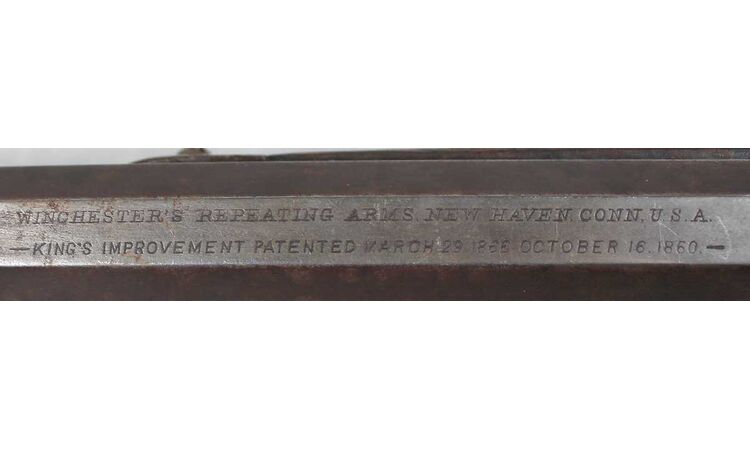 WINCHESTER'S REPEATING ARMS. NEW HAVEN. CONN. U.S.A.
—KING'S IMPROVEMENT PATENTED MARCH 29. 1866. OCTOBER 16. 1860.—